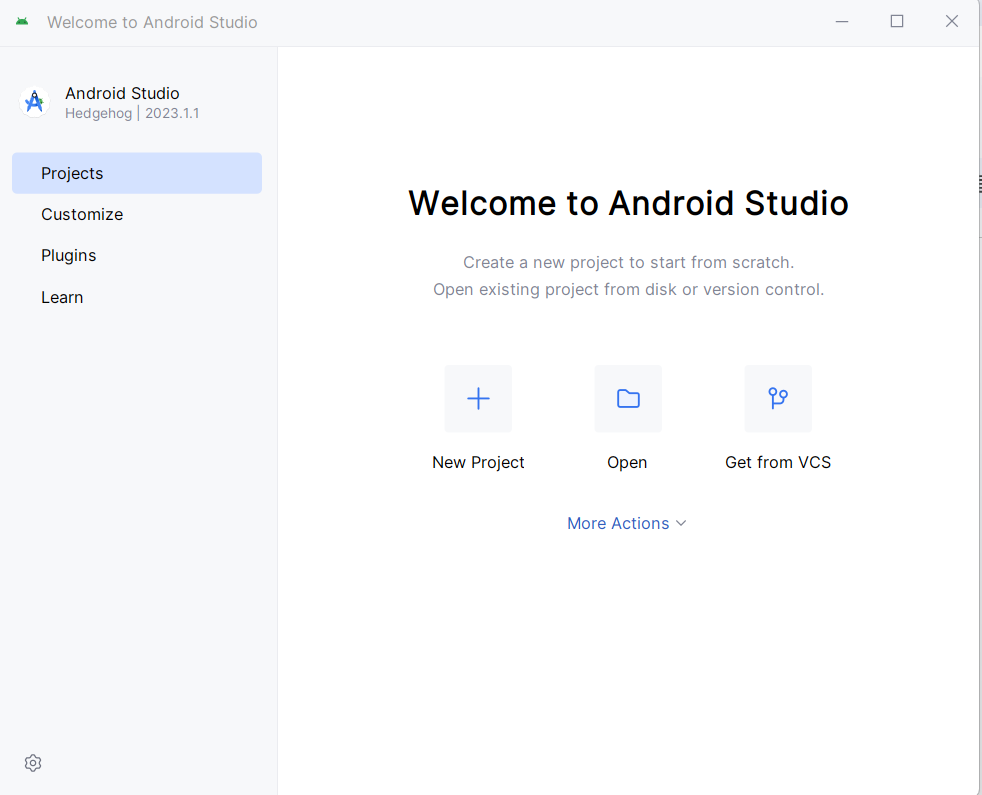 Welcome to Android Studio
Android Studio
Hedgehog | 2023.1.1
Projects
Customize
Plugins
Learn
Welcome to Android Studio
Create a new project to start from scratch.
Open existing project from disk or version control.
New Project
Open
Get from VCS
More Actions